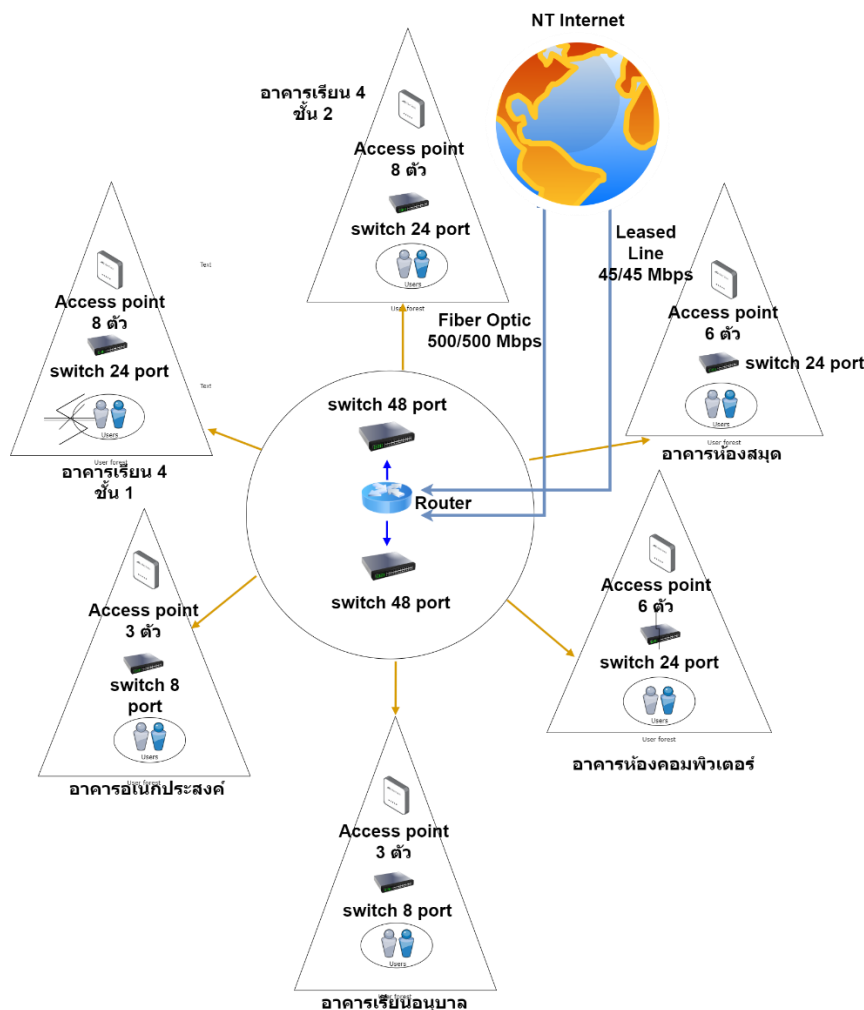 NT Internet
อาคารเรียน 4
ชั้น 2
Access point
8 ตัว
switch 24 port
Users
User forest
Leased
Line
45/45 Mbps
Fiber Optic
500/500 Mbps
Text
Access point
8 ตัว
switch 24 port
Text
Users
User forest
อาคารเรียน 4
ชั้น 1
Access point
6 ตัว
switch 24 port
Users
User forest
อาคารห้องสมุด
switch 48 port
Router
switch 48 port
Access point
3 ตัว
switch 8
port
Users
User forest
อาคารอเนกประสงค์
Access point
6 ตัว
switch 24 port
Users
User forest
อาคารห้องคอมพิวเตอร์
Access point
3 ตัว
switch 8 port
Users
อาคารเรียนอนุบาล